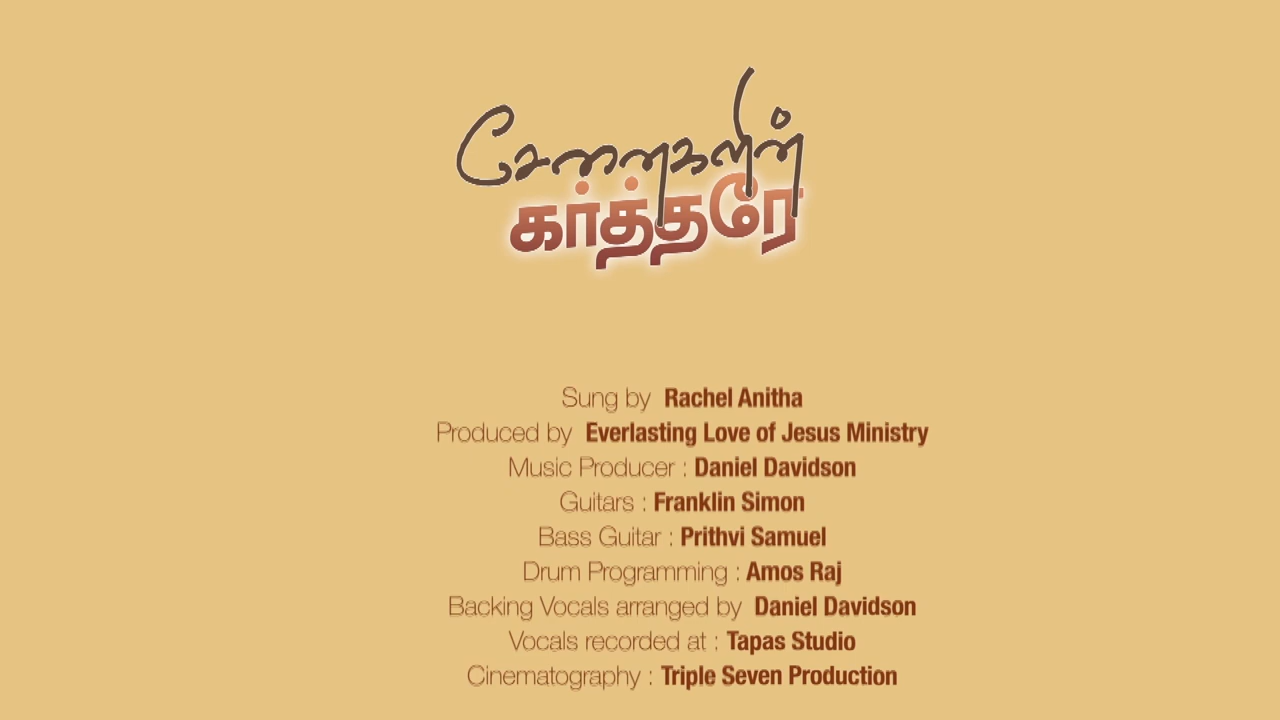 சேனைகளின்
கர்த்தரே
Sung by Rachel Anitha
Produced by Everlasting Love of Jesus Ministry
Music Producer : Daniel Davidson
Guitars : Franklin Simon
Bass Guitar : Prithvi Samuel
Drum Programming : Amos Raj
Backing Vocals arranged by Daniel Davidson
Vocals recorded at : Tapas Studio
Cinematography : Triple Seven Production